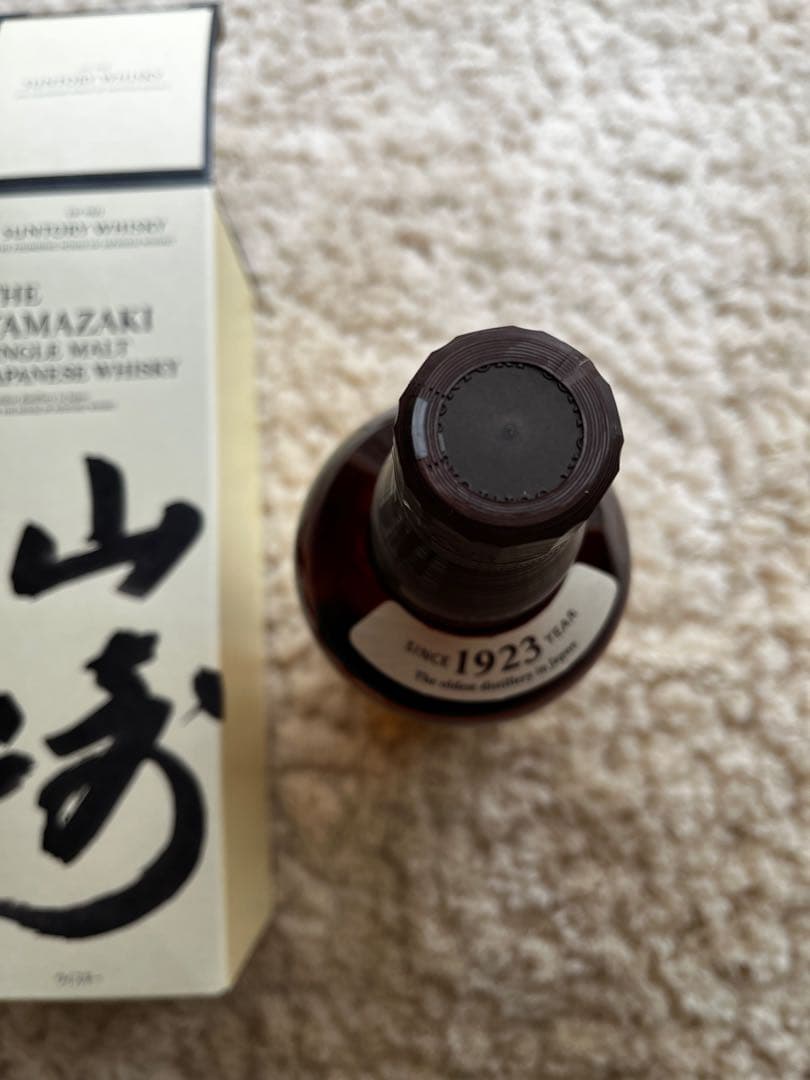 SUNTORY WHISKY
SUNTORY WHISKY
THE
YAMAZAKI
SINGLE MALT
JAPANESE WHISKY
山
崎
SINCE 1923 YEAR
The oldest distillery in Japan